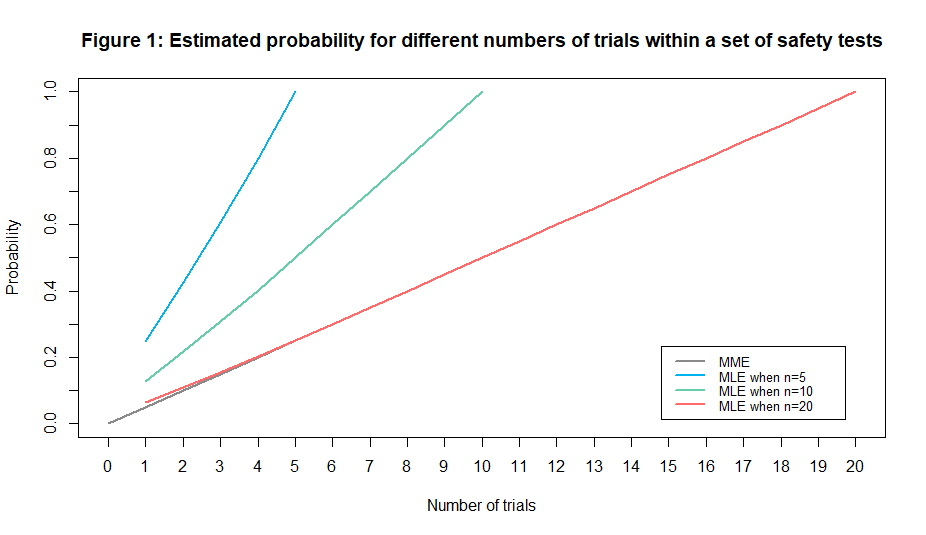 Figure 1: Estimated probability for different numbers of trials within a set of safety tests
1.0
0.8
0.6
0.4
0.2
0.0
Probability
MME
MLE when n=5
MLE when n=10
MLE when n=20
0 1 2 3 4 5 6 7 8 9 10 11 12 13 14 15 16 17 18 19 20
Number of trials